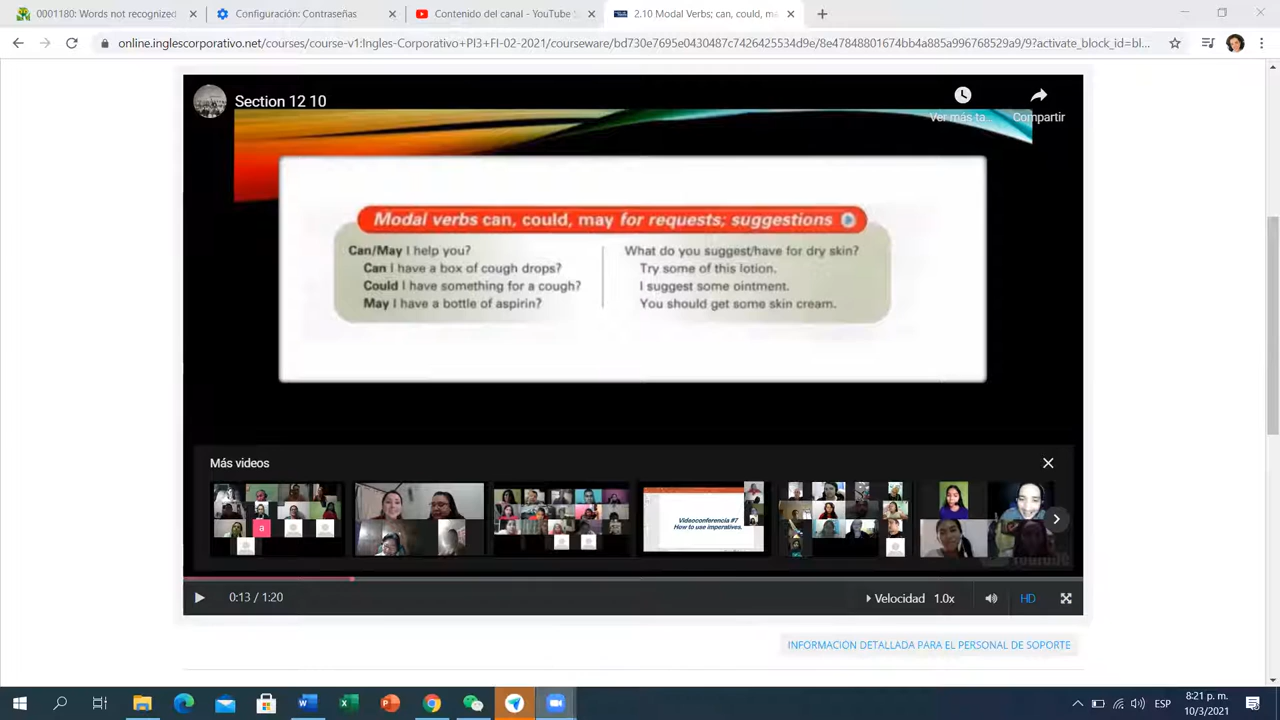 0001180: Words not recognized
Configuración: Contraseña
Contenido del canal - YouTube
2.10 Modal Verbs; can, could, m
online.inglescorporativo.net/courses/course-v1:Ingles-Corporativo+PI3+FI-02-2021/courseware/bd730e7695e0430487c7426425534d9e/8e47848801674bb4a885a996768529a9/9?activate_block_id=bl...
Section 12 10
Ver más ta...
Compartir
Modal verbs can, could, may for requests; suggestions
Can/May I help you?
Can I have a box of cough drops?
Could I have something for a cough?
May I have a bottle of aspirin?
What do you suggest/have for dry skin?
Try some of this lotion.
I suggest some ointment.
You should get some skin cream.
Más videos
a
Videoconferencia #7
How to use imperatives.
YouTube
0:13 / 1:20
Velocidad 1.0x
HD
INFORMACION DETALLADA PARA EL PERSONAL DE SOPORTE
ESP
8:21 p. m.
10/3/2021